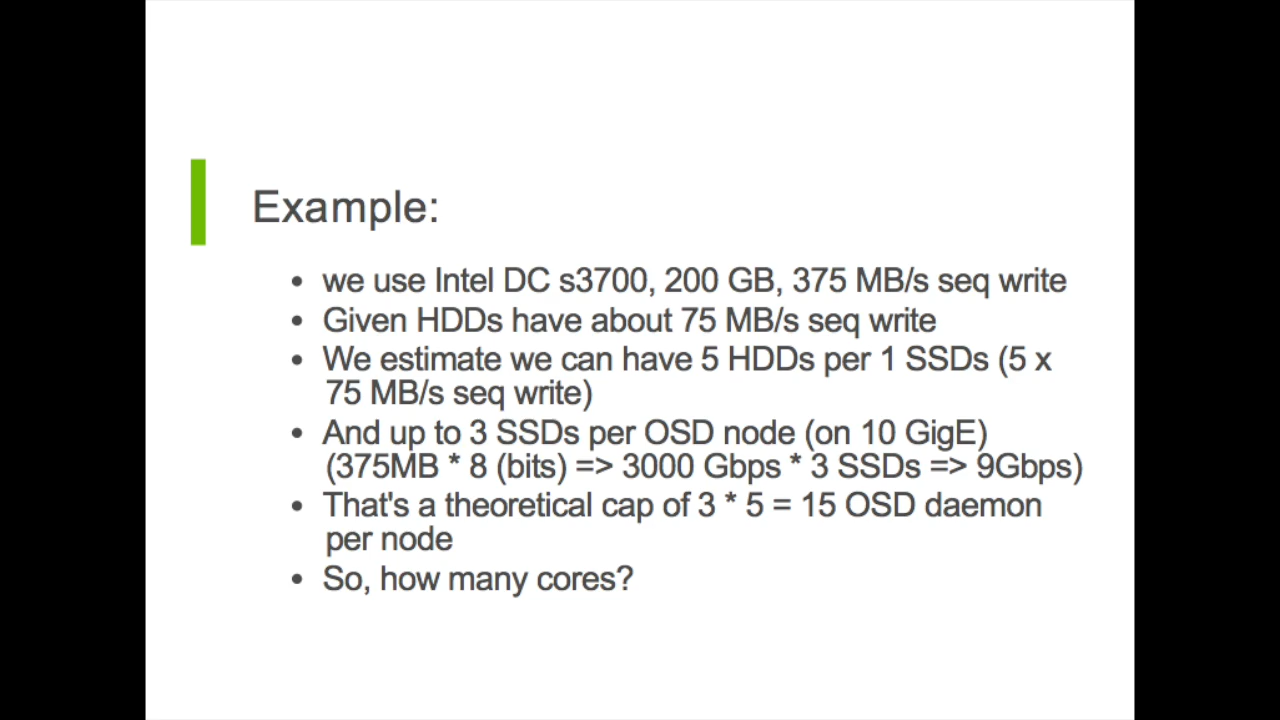 Example:
• we use Intel DC s3700, 200 GB, 375 MB/s seq write
• Given HDDs have about 75 MB/s seq write
• We estimate we can have 5 HDDs per 1 SSDs (5 x
75 MB/s seq write)
• And up to 3 SSDs per OSD node (on 10 GigE)
(375MB * 8 (bits) => 3000 Gbps * 3 SSDs => 9Gbps)
• That's a theoretical cap of 3 * 5 = 15 OSD daemon
per node
• So, how many cores?